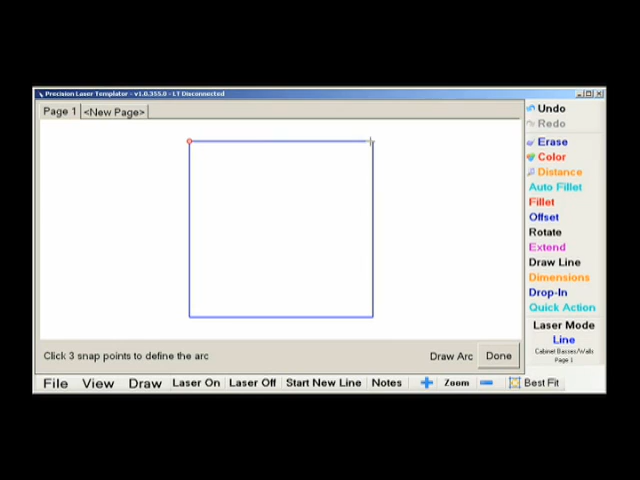 Precision Laser Templator - v1.0.355.0 - LT Disconnected
Page 1 <New Page>
Undo
Redo
Erase
Color
Distance
Auto Fillet
Fillet
Offset
Rotate
Extend
Draw Line
Dimensions
Drop-In
Quick Action
Laser Mode
Line
Cabinet Basses/Walls
Page 1
Click 3 snap points to define the arc Draw Arc Done
File View Draw Laser On Laser Off Start New Line Notes Zoom Best Fit